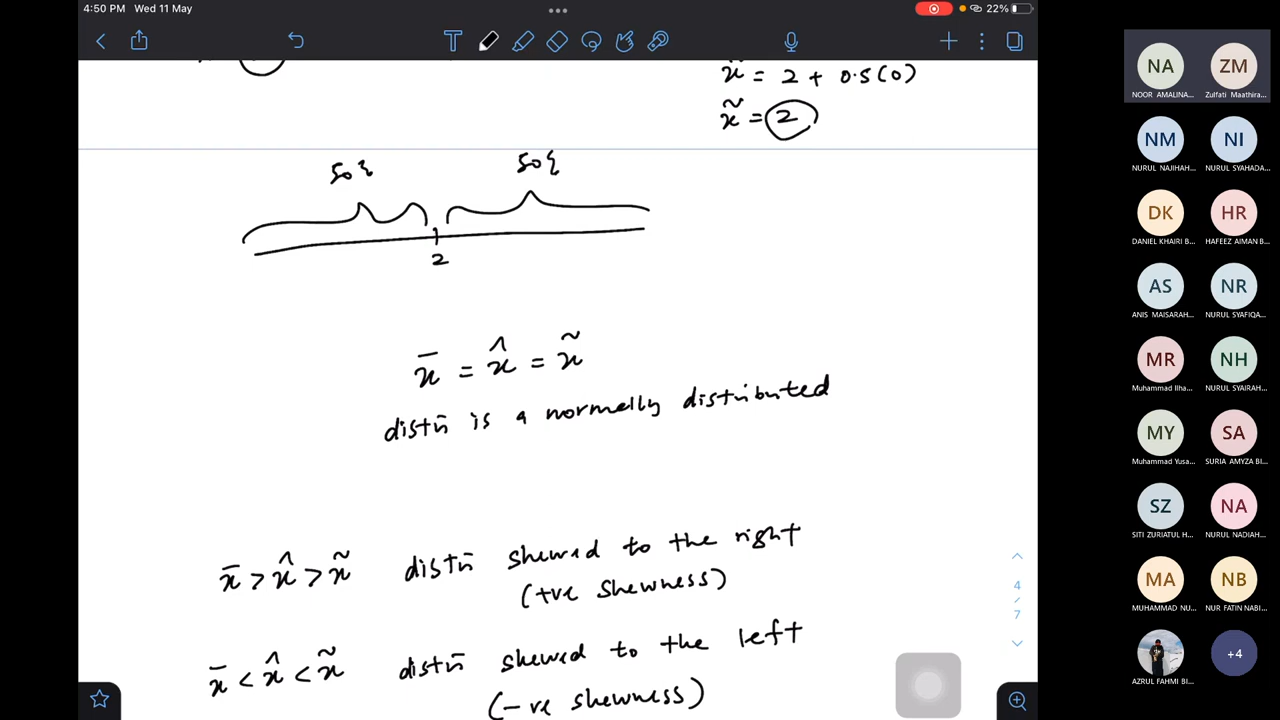 4:50 PM Wed 11 May
22%
x̃ = 2 + 0.5(0)
x̃ = 2
50% 50%
2
x̄ = x̂ = x̃
distn̄ is a normally distributed
x̄ > x̂ > x̃ distn̄ skewed to the right
(+ve skewness)
x̄ < x̂ < x̃ distn̄ skewed to the left
(-ve skewness)
4
/
7
NA ZM
NOOR AMALINA... Zulfati Maathira...
NM NI
NURUL NAJIHAH... NURUL SYAHADA...
DK HR
DANIEL KHAIRI B... HAFEEZ AIMAN B...
AS NR
ANIS MAISARAH... NURUL SYAFIQA...
MR NH
Muhammad Ilha... NURUL SYAIRAH...
MY SA
Muhammad Yusa... SURIA AMYZA BI...
SZ NA
SITI ZURIATUL H... NURUL NADIAH...
MA NB
MUHAMMAD NU... NUR FATIN NABI...
+4
AZRUL FAHMI BI...